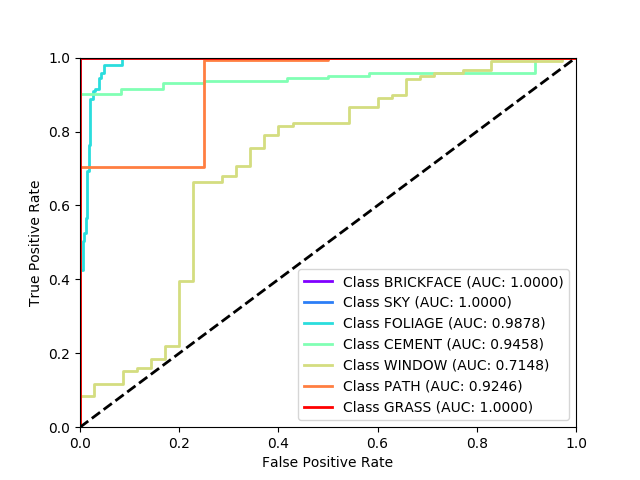 1.0
0.8
0.6
0.4
0.2
0.0
True Positive Rate
Class BRICKFACE (AUC: 1.0000)
Class SKY (AUC: 1.0000)
Class FOLIAGE (AUC: 0.9878)
Class CEMENT (AUC: 0.9458)
Class WINDOW (AUC: 0.7148)
Class PATH (AUC: 0.9246)
Class GRASS (AUC: 1.0000)
0.0 0.2 0.4 0.6 0.8 1.0
False Positive Rate